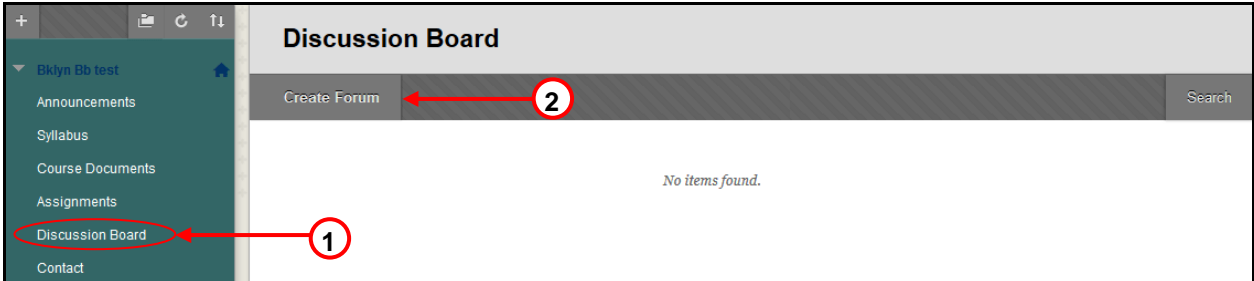 Bklyn Bb test
Announcements
Syllabus
Course Documents
Assignments
Discussion Board
Contact
1
Discussion Board
Create Forum
2
Search
No items found.